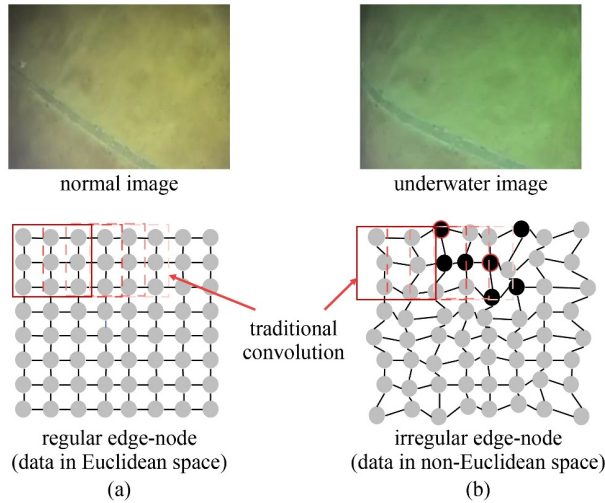 normal image
underwater image
traditional
convolution
regular edge-node
(data in Euclidean space)
(a)
irregular edge-node
(data in non-Euclidean space)
(b)